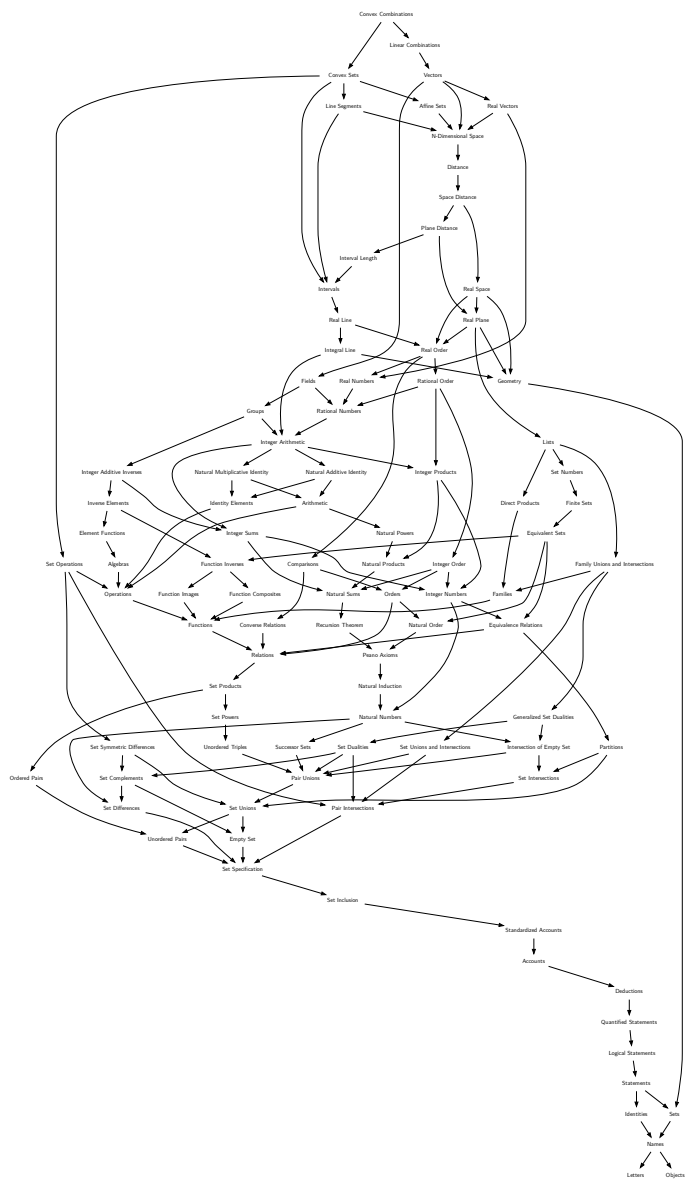 Convex Combinations
Linear Combinations
Convex Sets
Vectors
Line Segments
Affine Sets
Real Vectors
N-Dimensional Space
Distance
Space Distance
Plane Distance
Interval Length
Intervals
Real Space
Real Line
Real Plane
Integral Line
Real Order
Fields
Real Numbers
Rational Order
Geometry
Groups
Rational Numbers
Integer Arithmetic
Lists
Integer Additive Inverses
Natural Multiplicative Identity
Natural Additive Identity
Integer Products
Set Numbers
Inverse Elements
Identity Elements
Arithmetic
Direct Products
Finite Sets
Element Functions
Integer Sums
Natural Powers
Equivalent Sets
Set Operations
Algebras
Function Inverses
Comparisons
Natural Products
Integer Order
Family Unions and Intersections
Operations
Function Images
Function Composites
Natural Sums
Orders
Integer Numbers
Families
Functions
Converse Relations
Recursion Theorem
Natural Order
Equivalence Relations
Relations
Peano Axioms
Set Products
Natural Induction
Set Powers
Natural Numbers
Generalized Set Dualities
Set Symmetric Differences
Unordered Triples
Successor Sets
Set Dualities
Set Unions and Intersections
Intersection of Empty Set
Partitions
Ordered Pairs
Set Complements
Pair Unions
Set Intersections
Set Differences
Set Unions
Pair Intersections
Unordered Pairs
Empty Set
Set Specification
Set Inclusion
Standardized Accounts
Accounts
Deductions
Quantified Statements
Logical Statements
Statements
Identities
Sets
Names
Letters
Objects